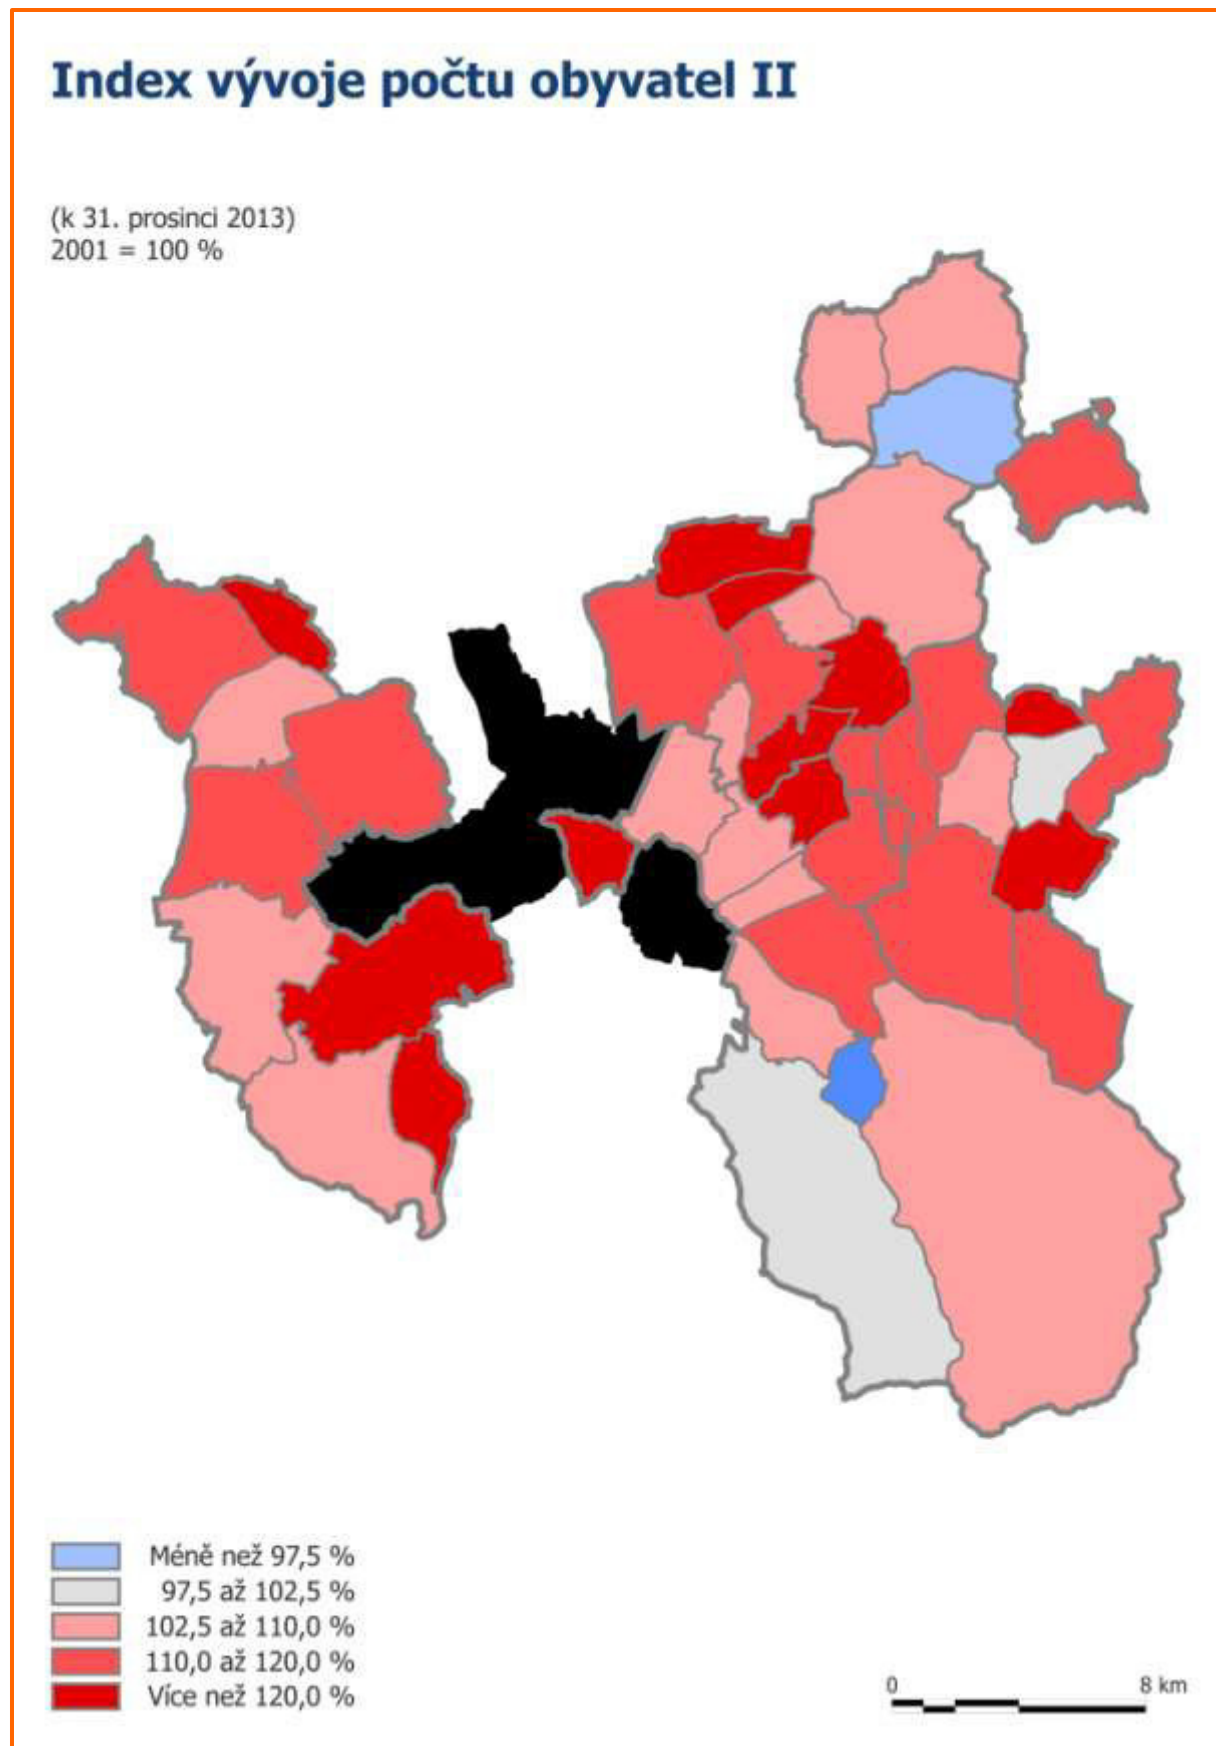 Index vývoje počtu obyvatel II
(k 31. prosinci 2013)
2001 = 100 %
Méně než 97,5 %
97,5 až 102,5 %
102,5 až 110,0 %
110,0 až 120,0 %
Více než 120,0 %
0 8 km